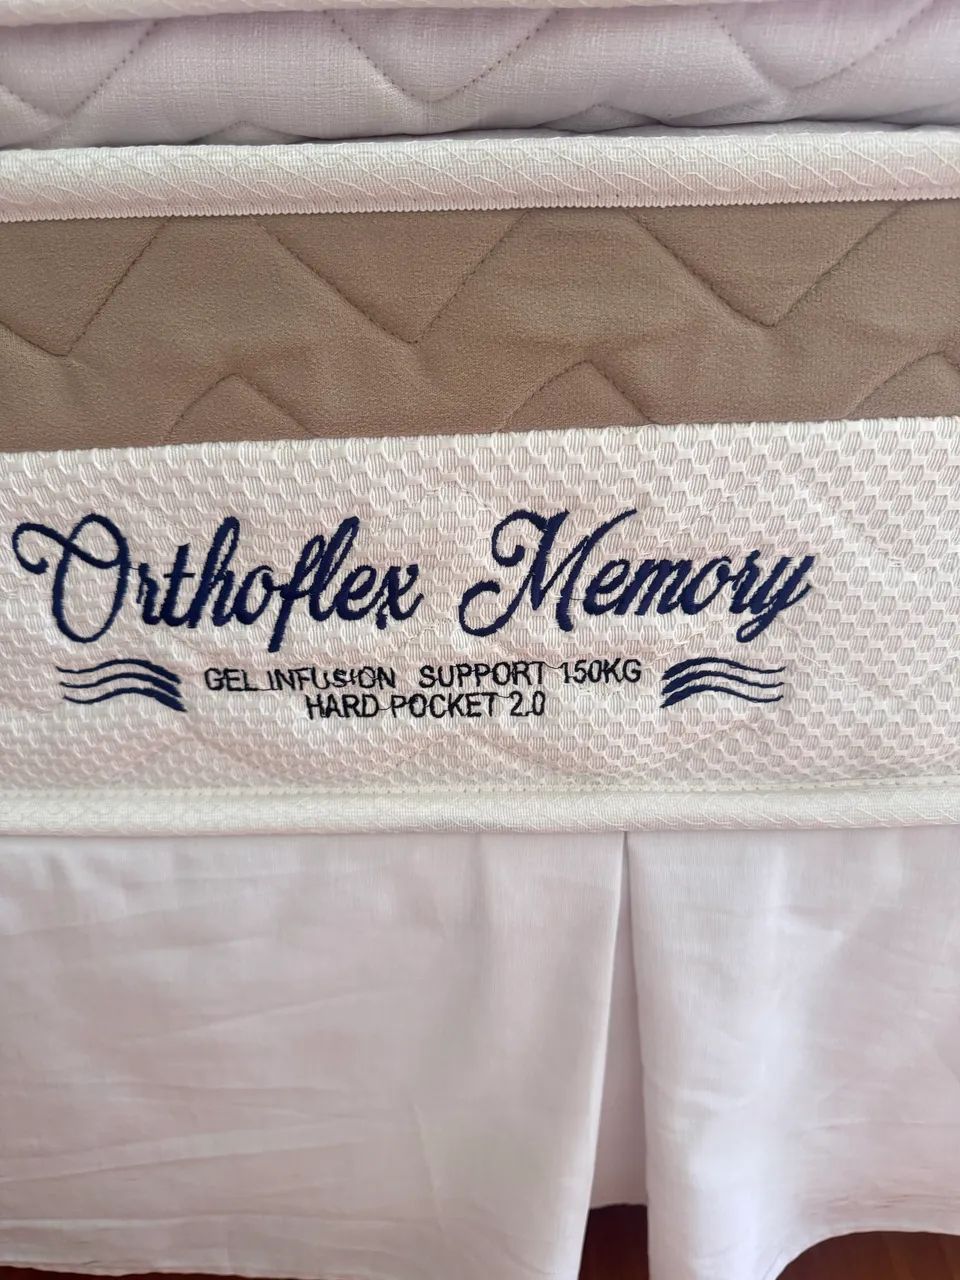 Orthoflex Memory
GEL INFUSION SUPPORT 150KG
HARD POCKET 2.0